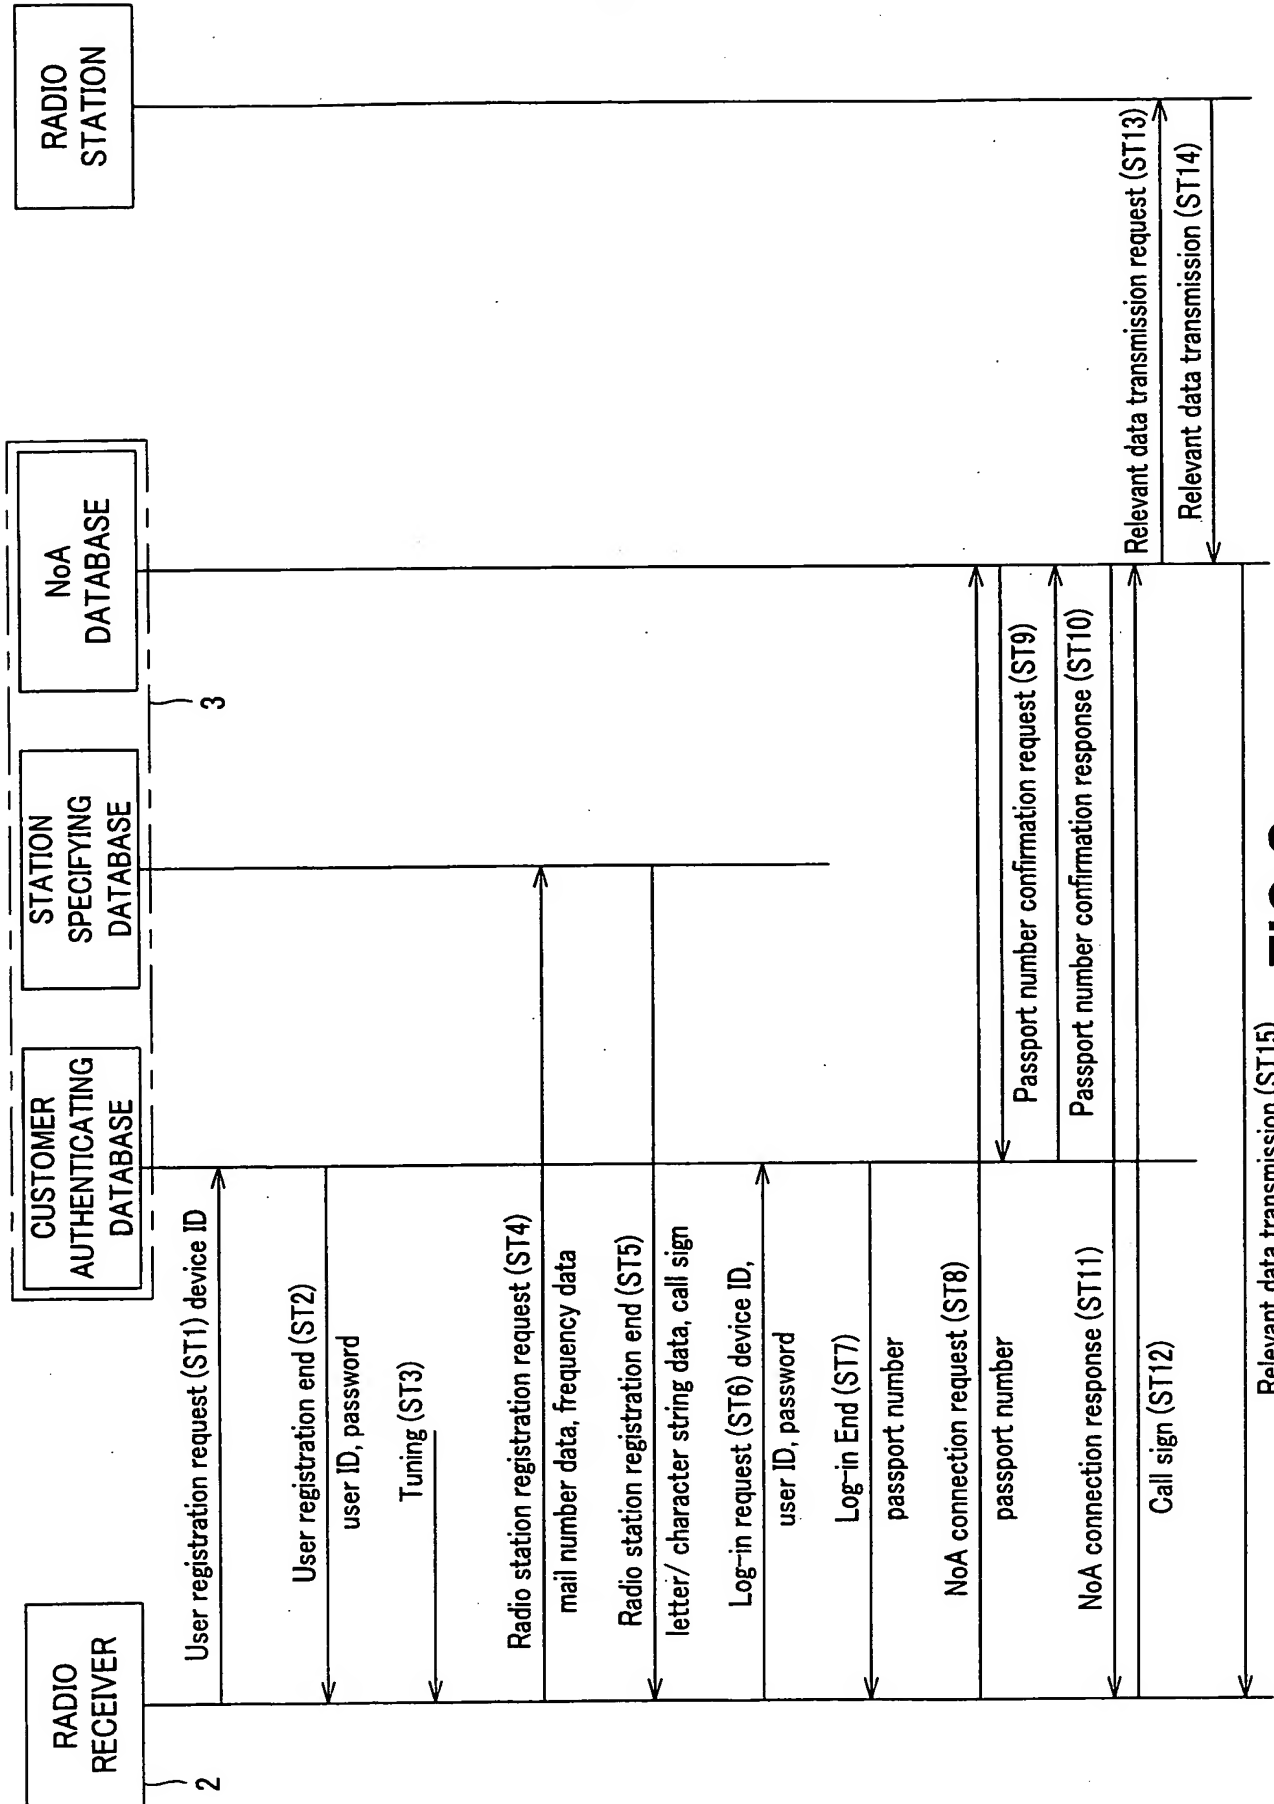 RADIO
RECEIVER
2
CUSTOMER
AUTHENTICATING
DATABASE
STATION
SPECIFYING
DATABASE
NoA
DATABASE
3
RADIO
STATION
User registration request (ST1) device ID
User registration end (ST2)
user ID, password
Tuning (ST3)
Radio station registration request (ST4)
mail number data, frequency data
Radio station registration end (ST5)
letter/ character string data, call sign
Log-in request (ST6) device ID,
user ID, password
Log-in End (ST7)
passport number
NoA connection request (ST8)
passport number
Passport number confirmation request (ST9)
Passport number confirmation response (ST10)
NoA connection response (ST11)
Call sign (ST12)
Relevant data transmission request (ST13)
Relevant data transmission (ST14)
Relevant data transmission (ST15)